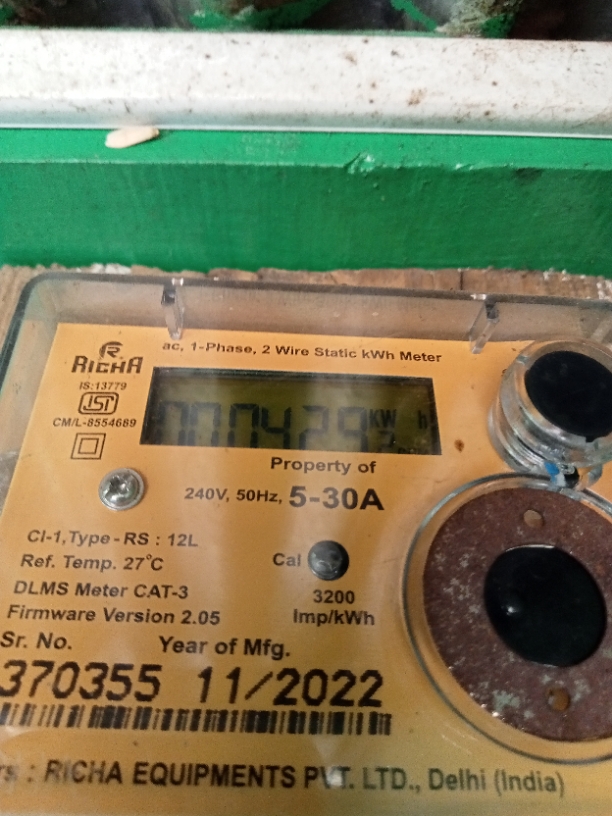 ac, 1-Phase, 2 Wire Static kWh Meter
RICHA
IS:13779
ISI
CM/L-8554689
000429 KW h
Property of
240V, 50Hz, 5-30A
Cl-1,Type-RS : 12L
Ref. Temp. 27°C
Cal
DLMS Meter CAT-3
3200
Firmware Version 2.05
Imp/kWh
Sr. No. Year of Mfg.
370355 11/2022
: RICHA EQUIPMENTS PVT. LTD., Delhi (India)